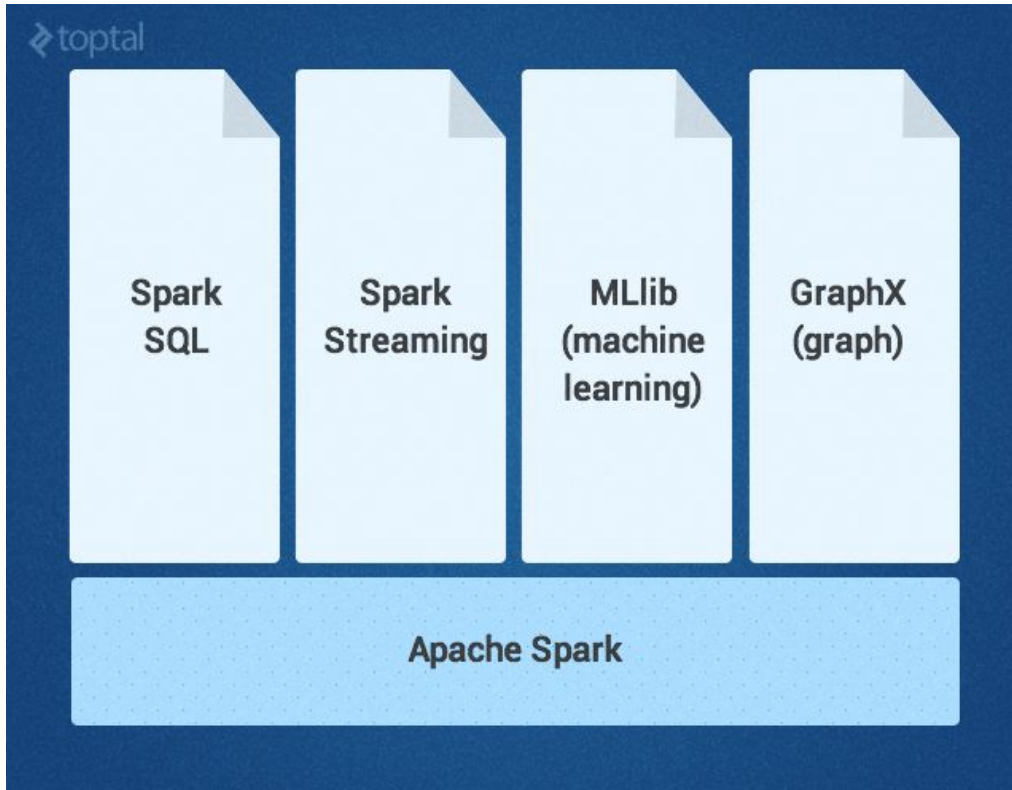 toptal
Spark
SQL
Spark
Streaming
MLlib
(machine
learning)
GraphX
(graph)
Apache Spark